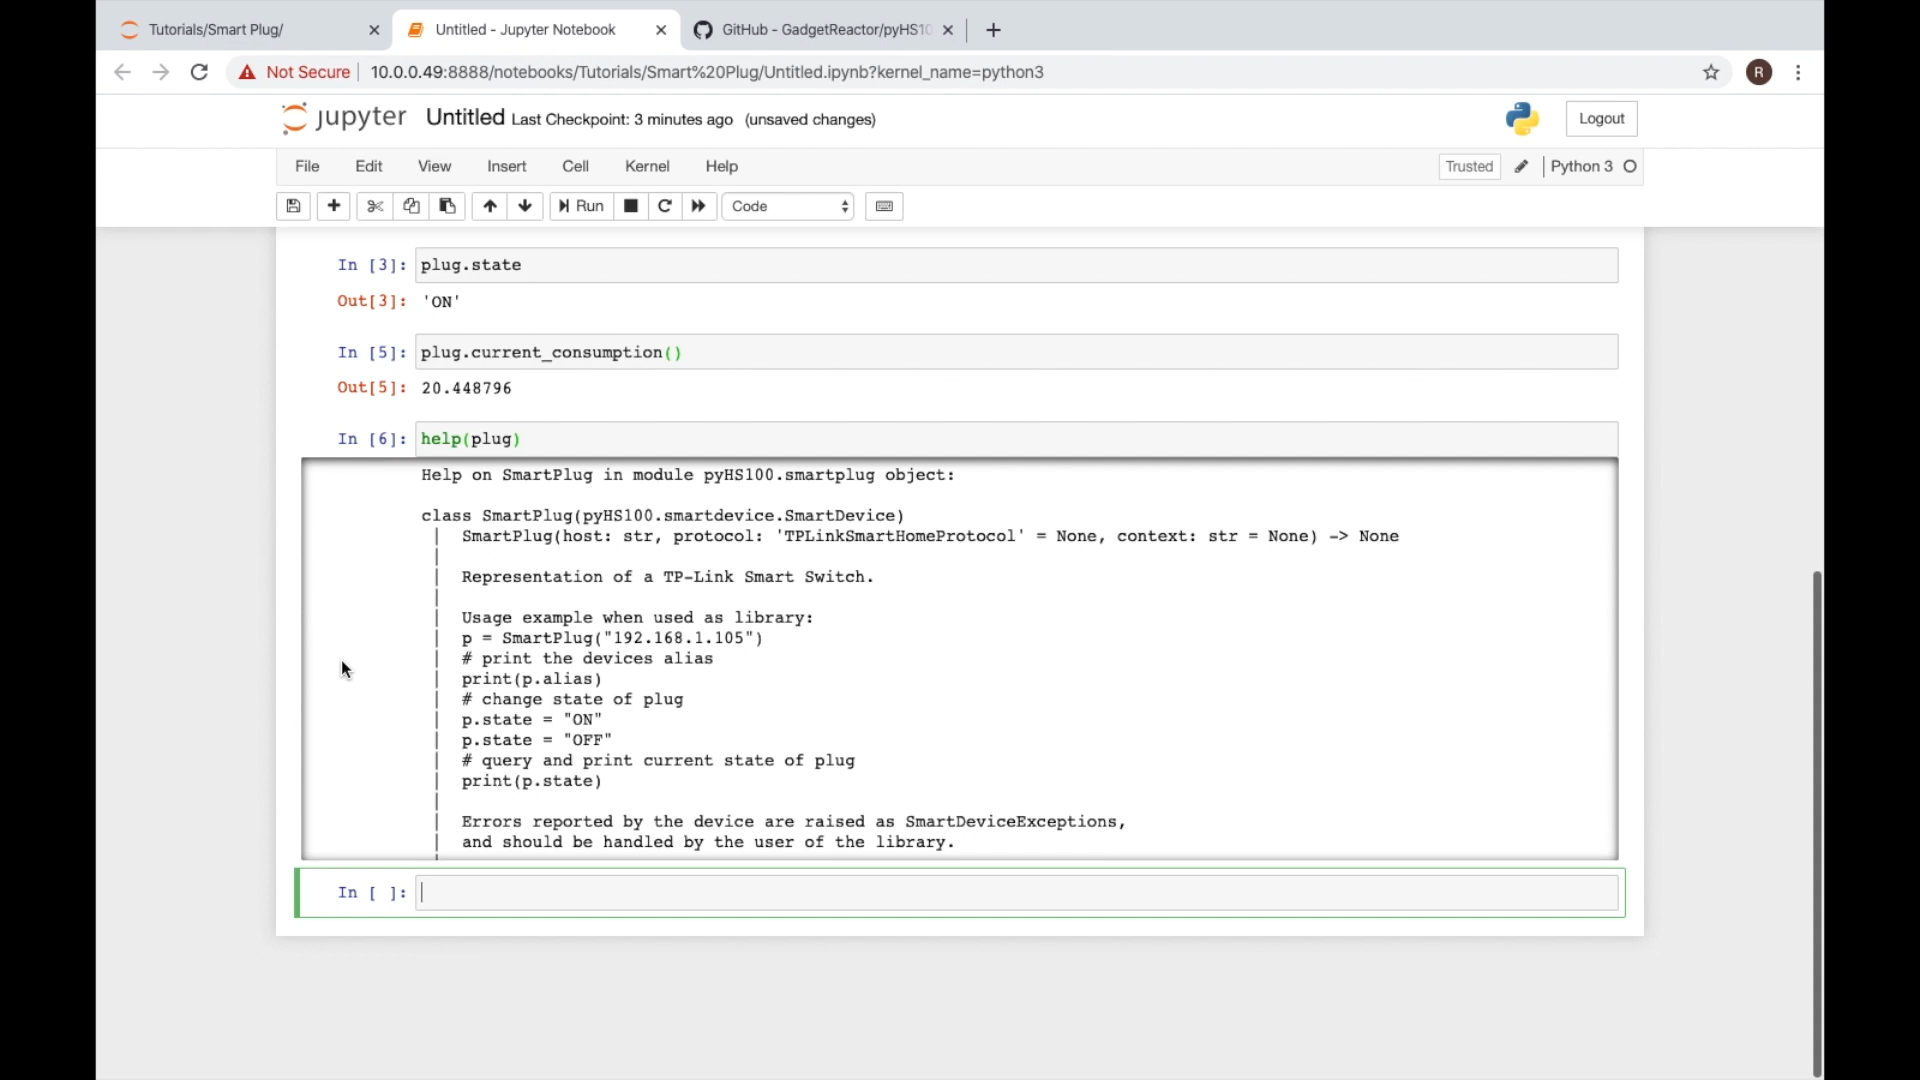 Tutorials/Smart Plug/
Untitled - Jupyter Notebook
GitHub - GadgetReactor/pyHS10
Not Secure
10.0.0.49:8888/notebooks/Tutorials/Smart%20Plug/Untitled.ipynb?kernel_name=python3
R
jupyter Untitled Last Checkpoint: 3 minutes ago (unsaved changes)
Logout
File Edit View Insert Cell Kernel Help
Trusted
Python 3
Run
Code
In [3]: plug.state
Out[3]: 'ON'
In [5]: plug.current_consumption()
Out[5]: 20.448796
In [6]: help(plug)
Help on SmartPlug in module pyHS100.smartplug object:
class SmartPlug(pyHS100.smartdevice.SmartDevice)
| SmartPlug(host: str, protocol: 'TPLinkSmartHomeProtocol' = None, context: str = None) -> None
|
| Representation of a TP-Link Smart Switch.
|
| Usage example when used as library:
| p = SmartPlug("192.168.1.105")
| # print the devices alias
| print(p.alias)
| # change state of plug
| p.state = "ON"
| p.state = "OFF"
| # query and print current state of plug
| print(p.state)
|
| Errors reported by the device are raised as SmartDeviceExceptions,
| and should be handled by the user of the library.
In [ ]: